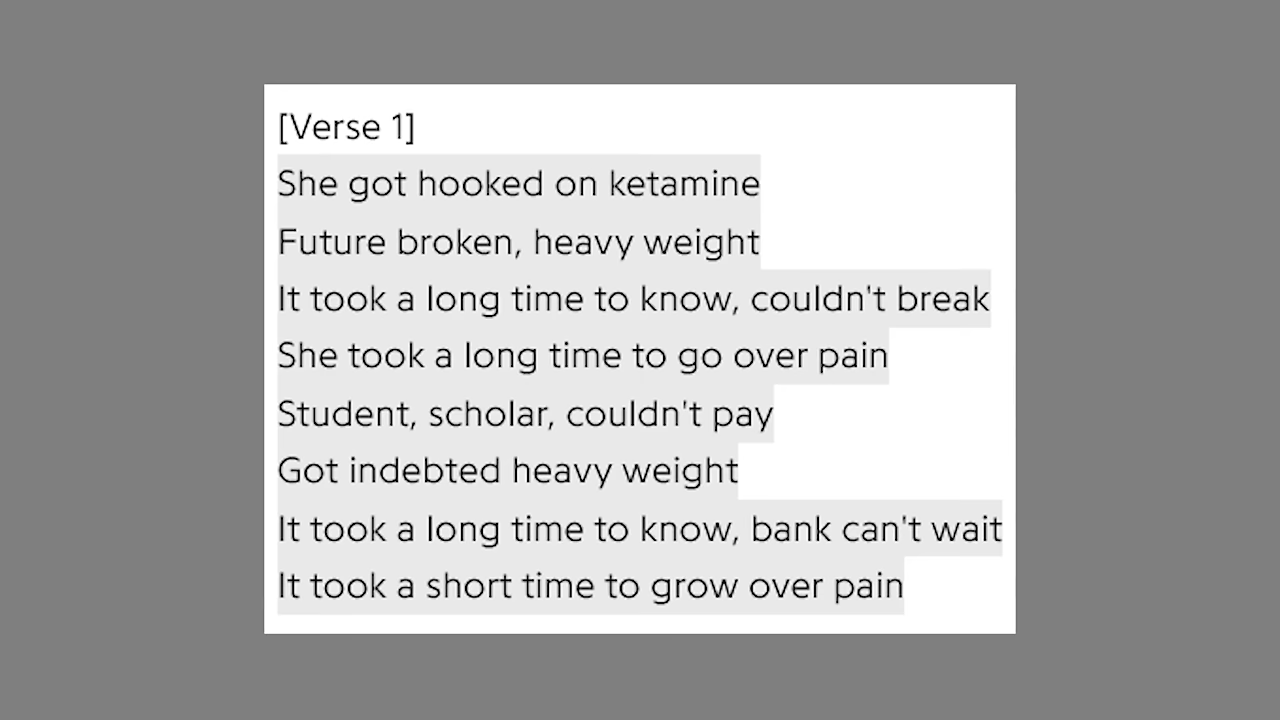 [Verse 1]
She got hooked on ketamine
Future broken, heavy weight
It took a long time to know, couldn't break
She took a long time to go over pain
Student, scholar, couldn't pay
Got indebted heavy weight
It took a long time to know, bank can't wait
It took a short time to grow over pain